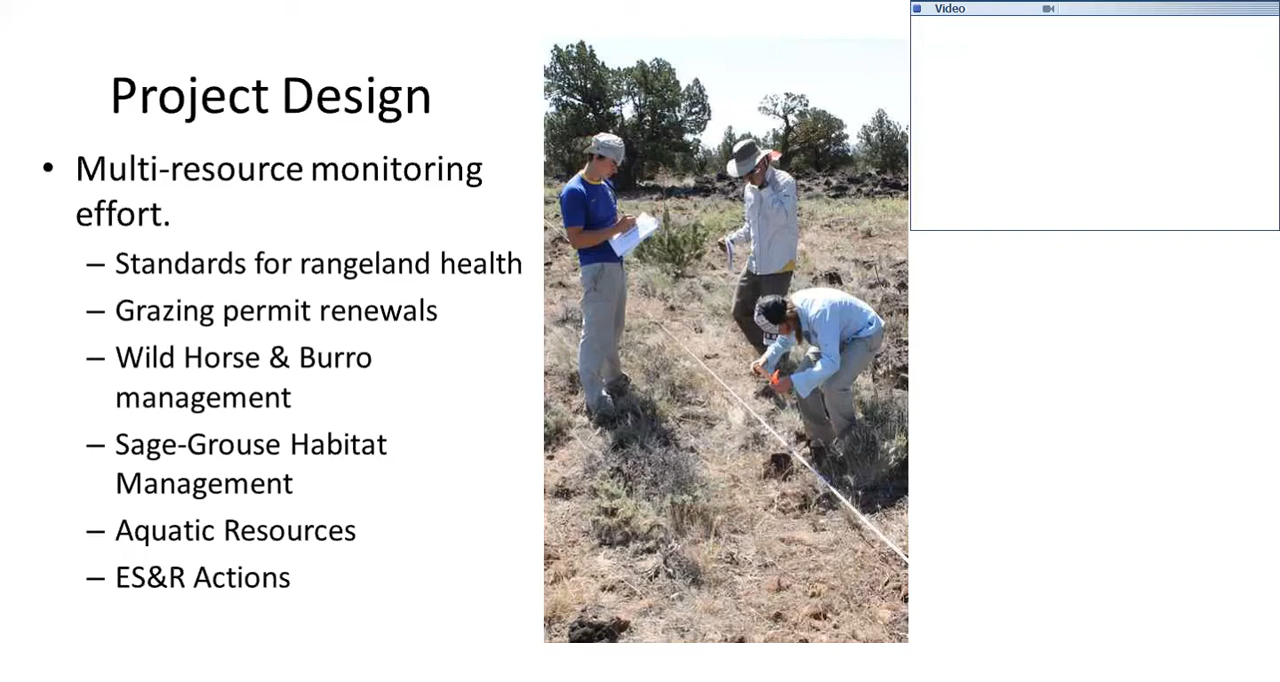 Project Design
• Multi-resource monitoring
effort.
– Standards for rangeland health
– Grazing permit renewals
– Wild Horse & Burro
management
– Sage-Grouse Habitat
Management
– Aquatic Resources
– ES&R Actions
Video